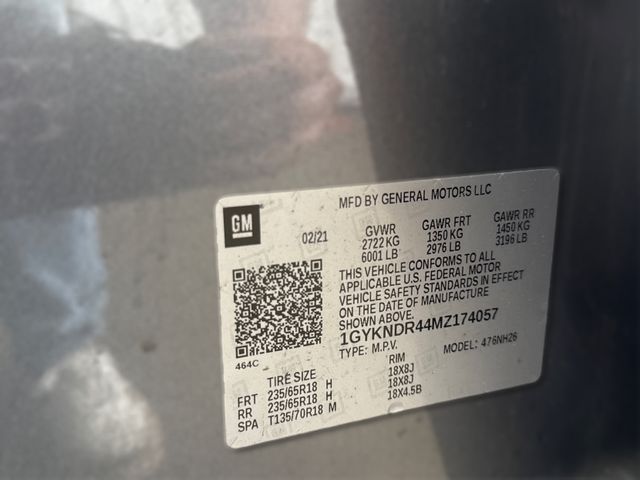 GM
MFD BY GENERAL MOTORS LLC
02/21
GVWR GAWR FRT GAWR RR
2722 KG 1350 KG 1450 KG
6001 LB 2976 LB 3196 LB
THIS VEHICLE CONFORMS TO ALL
APPLICABLE U.S. FEDERAL MOTOR
VEHICLE SAFETY STANDARDS IN EFFECT
ON THE DATE OF MANUFACTURE
SHOWN ABOVE.
1GYKNDR44MZ174057
TYPE: M.P.V. MODEL: 476NH26
464C
TIRE SIZE RIM
FRT 235/65R18 H 18X8J
RR 235/65R18 H 18X8J
SPA T135/70R18 M 18X4.5B